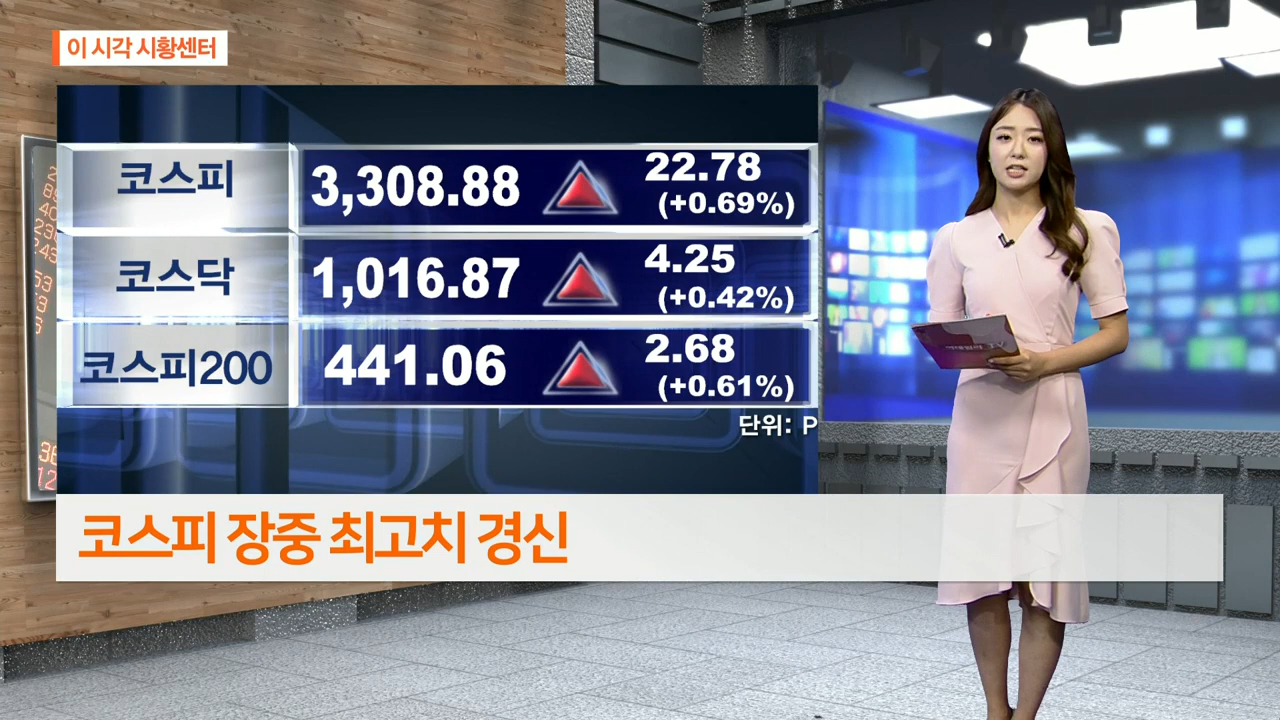 이 시각 시황센터
코스피 3,308.88 ▲ 22.78 (+0.69%)
코스닥 1,016.87 ▲ 4.25 (+0.42%)
코스피200 441.06 ▲ 2.68 (+0.61%)
단위: P
코스피 장중 최고치 경신